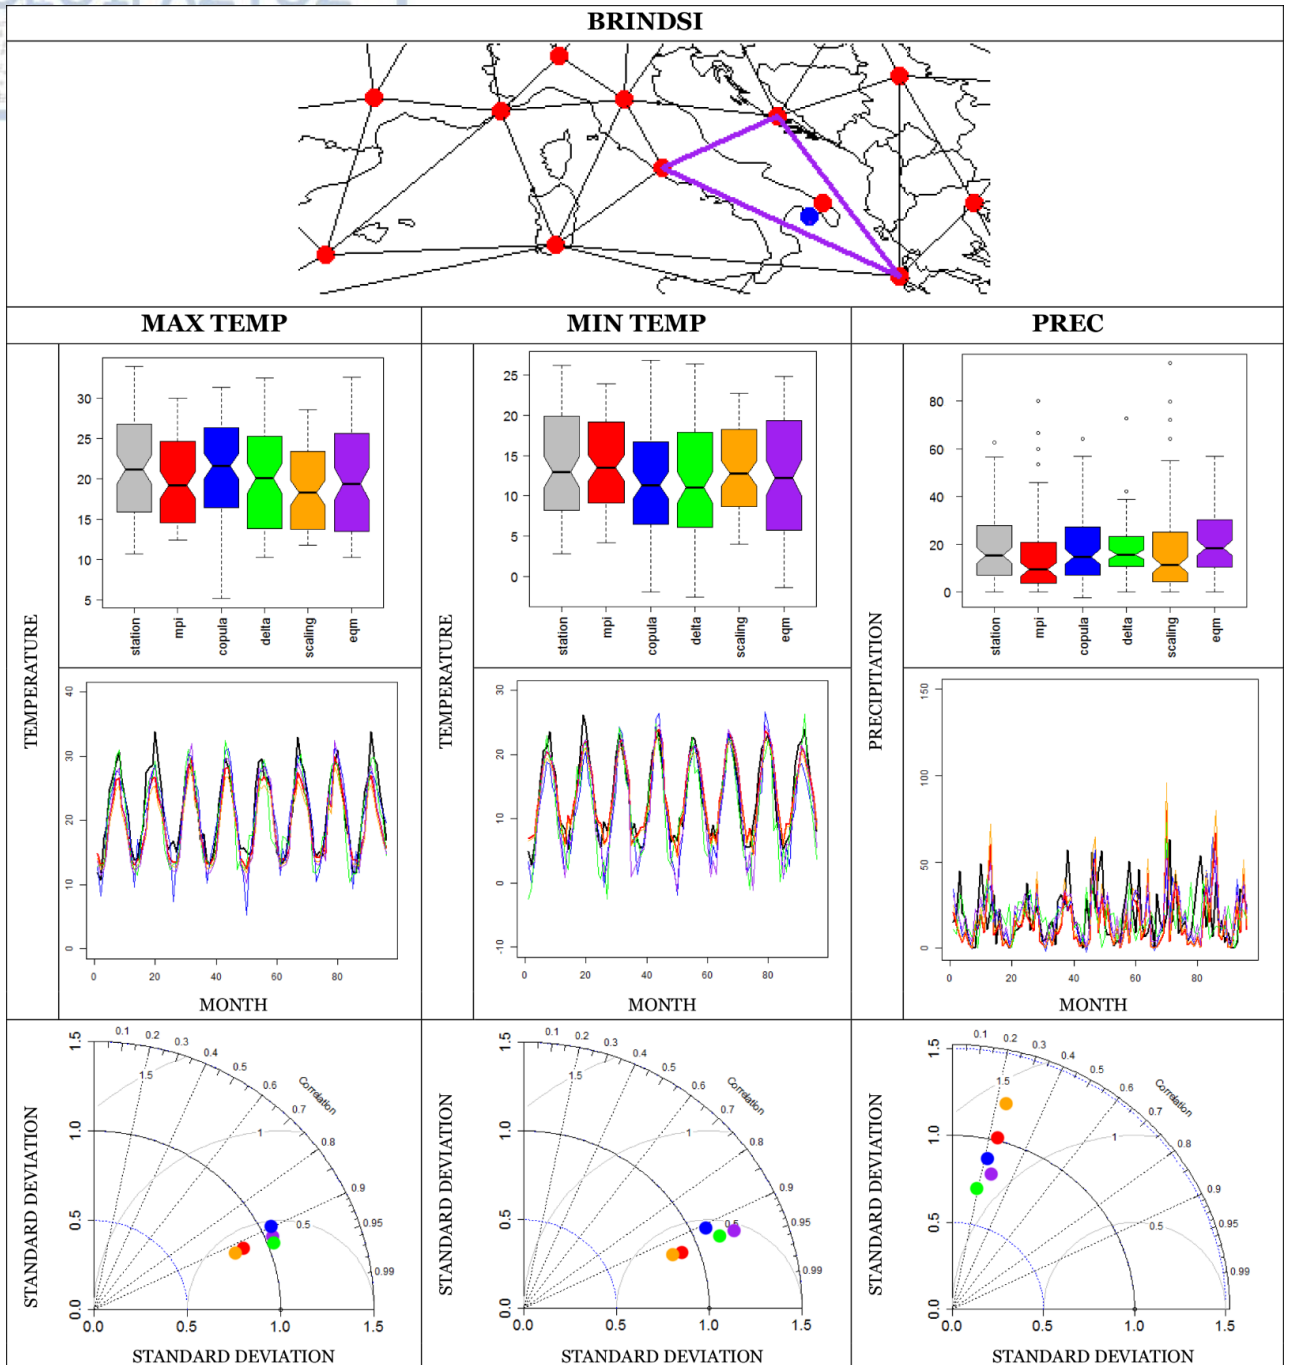 BRINDSI
MAX TEMP
MIN TEMP
PREC
TEMPERATURE
30
25
20
15
10
5
station
mpi
copula
delta
scaling
eqm
TEMPERATURE
25
20
15
10
5
0
station
mpi
copula
delta
scaling
eqm
PRECIPITATION
80
60
40
20
0
station
mpi
copula
delta
scaling
eqm
40
30
20
10
0
0 20 40 60 80
MONTH
30
20
10
0
-10
0 20 40 60 80
MONTH
150
100
50
0
0 20 40 60 80
MONTH
STANDARD DEVIATION
1.5
1.0
0.5
0.0
0.0 0.5 1.0 1.5
0.1 0.2 0.3 0.4 0.5 0.6 0.7 0.8 0.9 0.95 0.99
Correlation
1.5
1
0.5
STANDARD DEVIATION
STANDARD DEVIATION
1.5
1.0
0.5
0.0
0.0 0.5 1.0 1.5
0.1 0.2 0.3 0.4 0.5 0.6 0.7 0.8 0.9 0.95 0.99
Correlation
1.5
1
0.5
STANDARD DEVIATION
STANDARD DEVIATION
1.5
1.0
0.5
0.0
0.0 0.5 1.0 1.5
0.1 0.2 0.3 0.4 0.5 0.6 0.7 0.8 0.9 0.95 0.99
Correlation
1.5
1
0.5
STANDARD DEVIATION